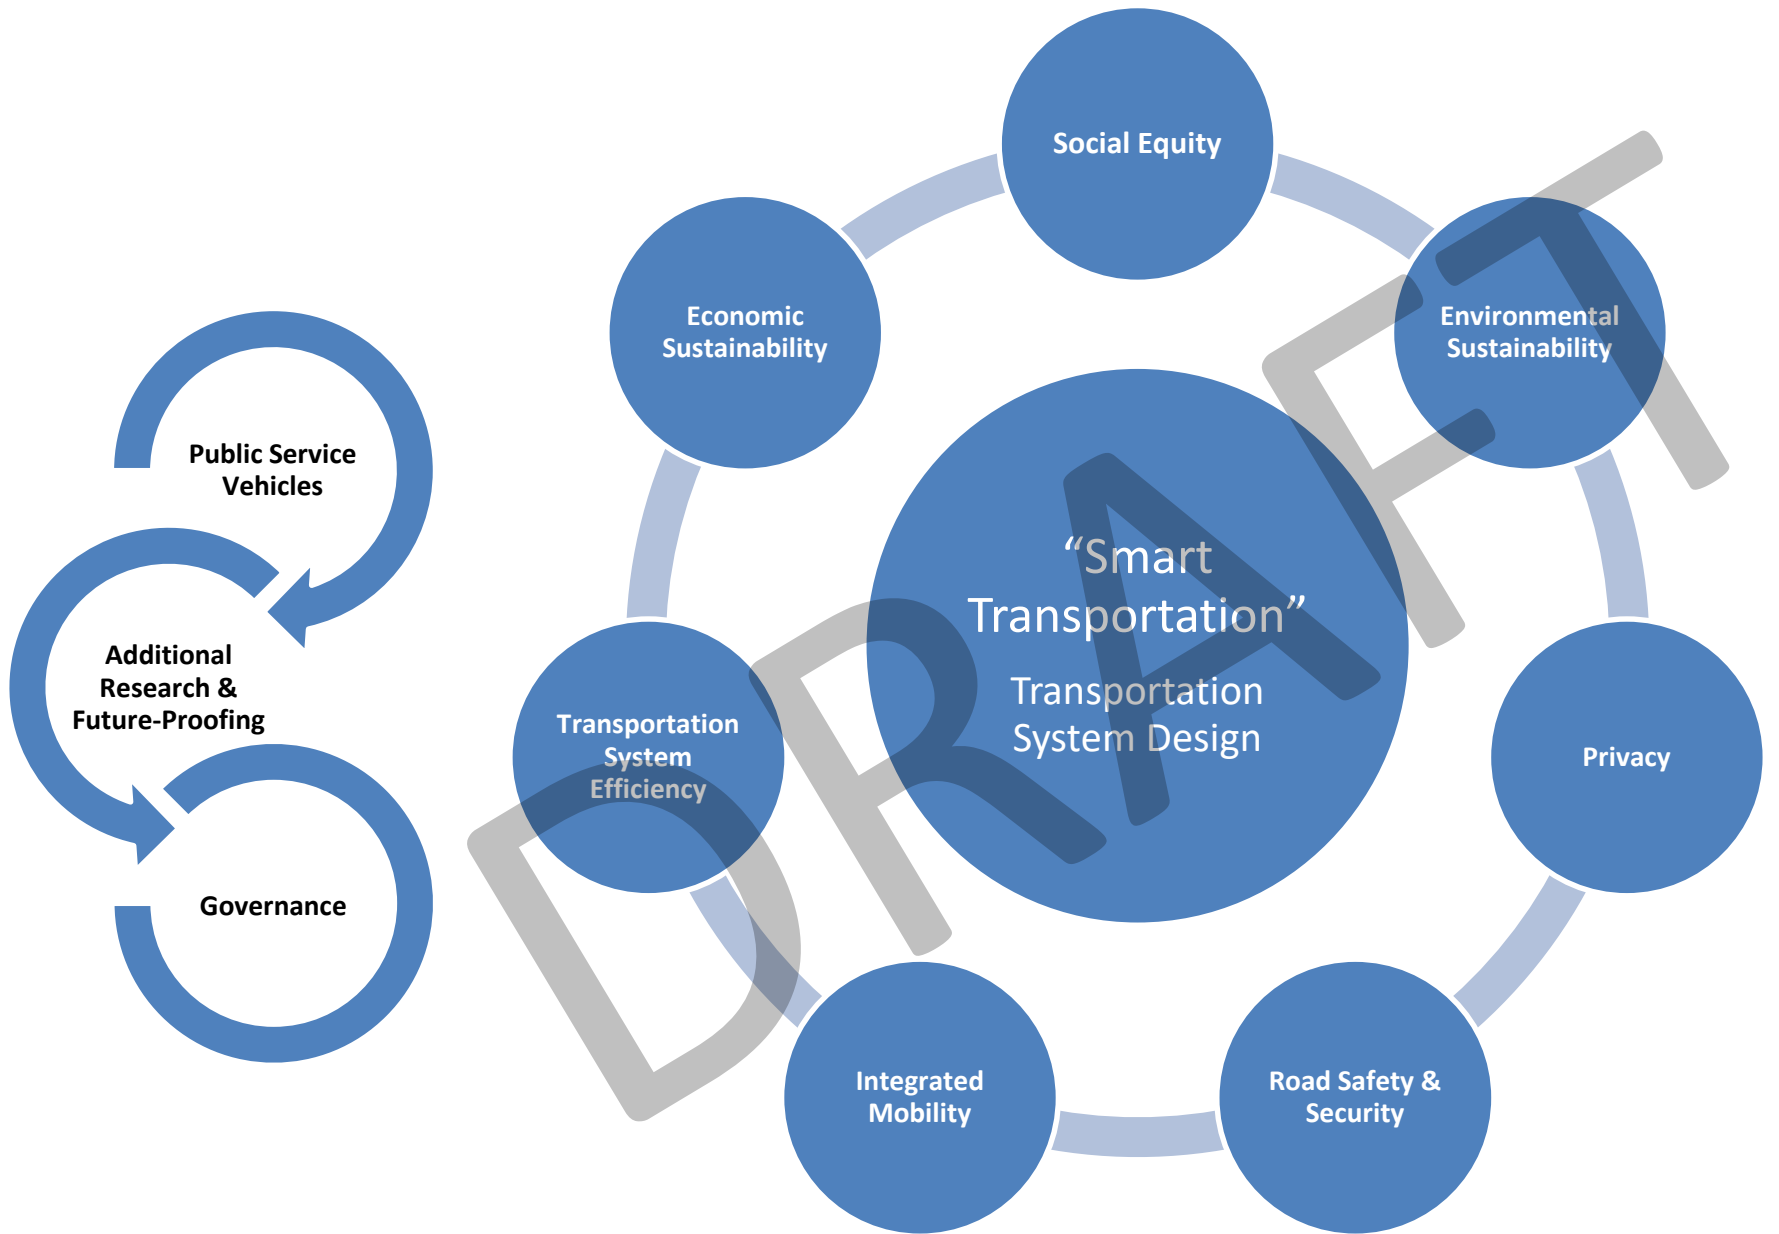 Social Equity
Economic
Sustainability
Environmental
Sustainability
Public Service
Vehicles
“Smart
Transportation”
Transportation
System Design
Additional
Research &
Future-Proofing
Transportation
System
Efficiency
Privacy
Governance
Integrated
Mobility
Road Safety &
Security
DRAFT